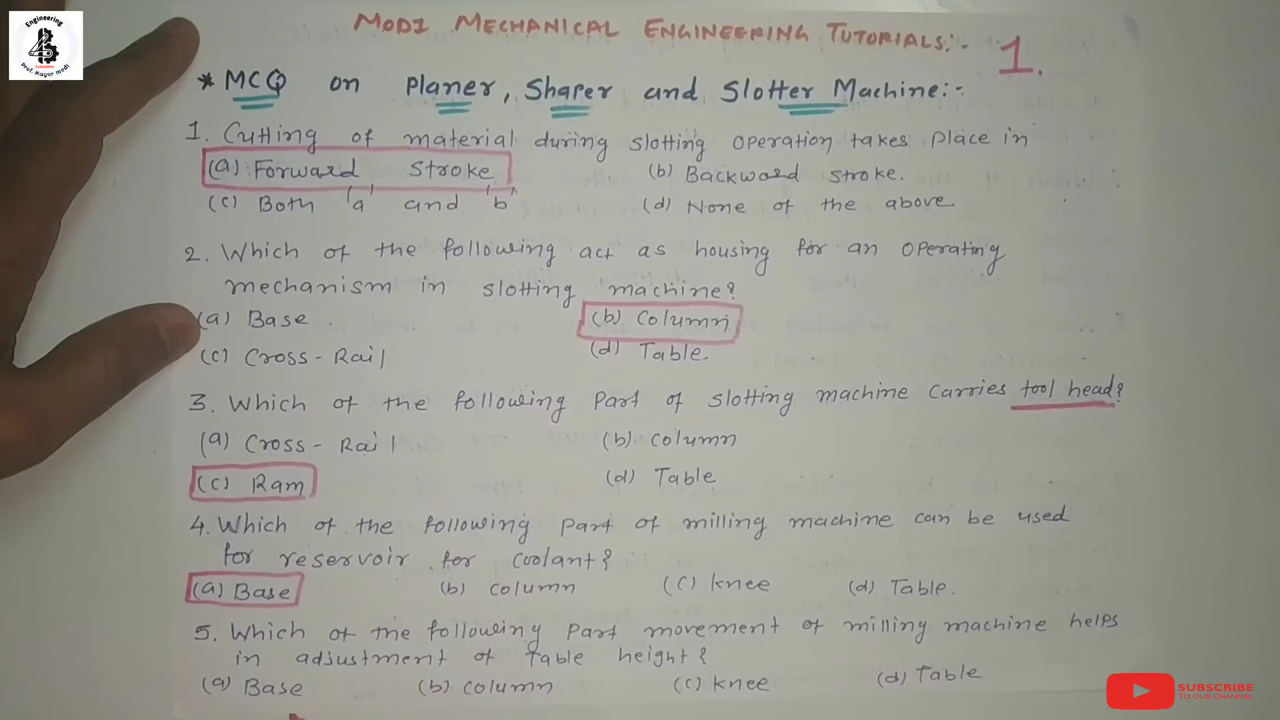 Engineering
Prof. Mayur modi
MODI MECHANICAL ENGINEERING TUTORIALS:-
1.
* MCQ on Planer, Shaper and Slotter Machine:-
1. Cutting of material during slotting operation takes place in
(a) Forward Stroke (b) Backward stroke.
(c) Both 'a' and 'b' (d) None of the above
2. Which of the following act as housing for an operating
mechanism in slotting machine?
(a) Base (b) Column
(c) Cross-Rail (d) Table.
3. Which of the following part of slotting machine carries tool head?
(a) Cross-Rail (b) column
(c) Ram (d) Table
4. Which of the following part of milling machine can be used
for reservoir for coolant?
(a) Base (b) column (c) knee (d) Table.
5. Which of the following part movement of milling machine helps
in adjustment of table height?
(a) Base (b) column (c) knee (d) Table
SUBSCRIBE
TO OUR CHANNEL